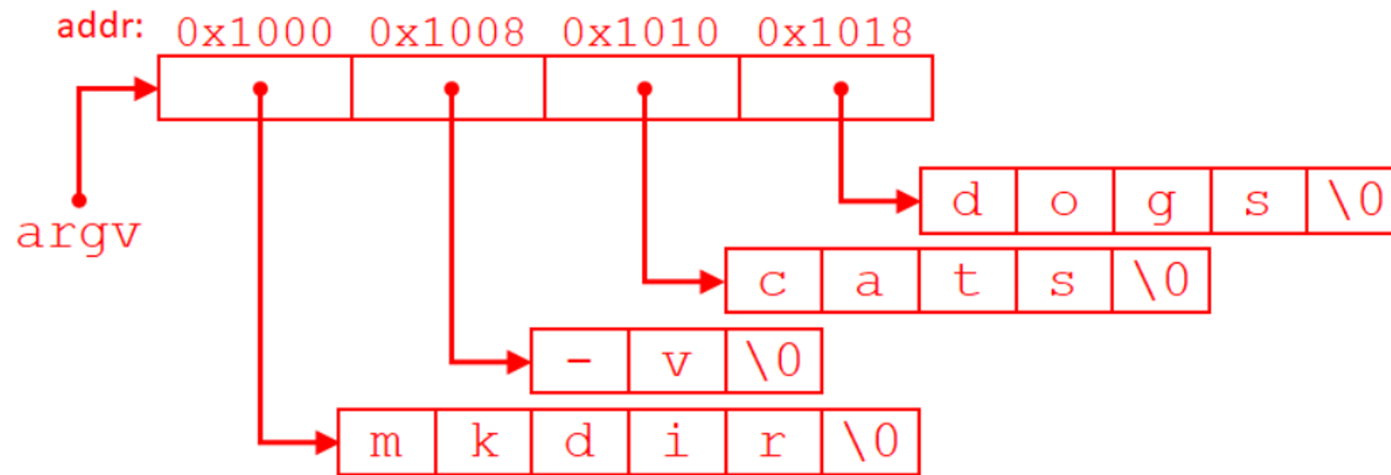 addr: 0x1000 0x1008 0x1010 0x1018
d o g s \0
argv
c a t s \0
- v \0
m k d i r \0